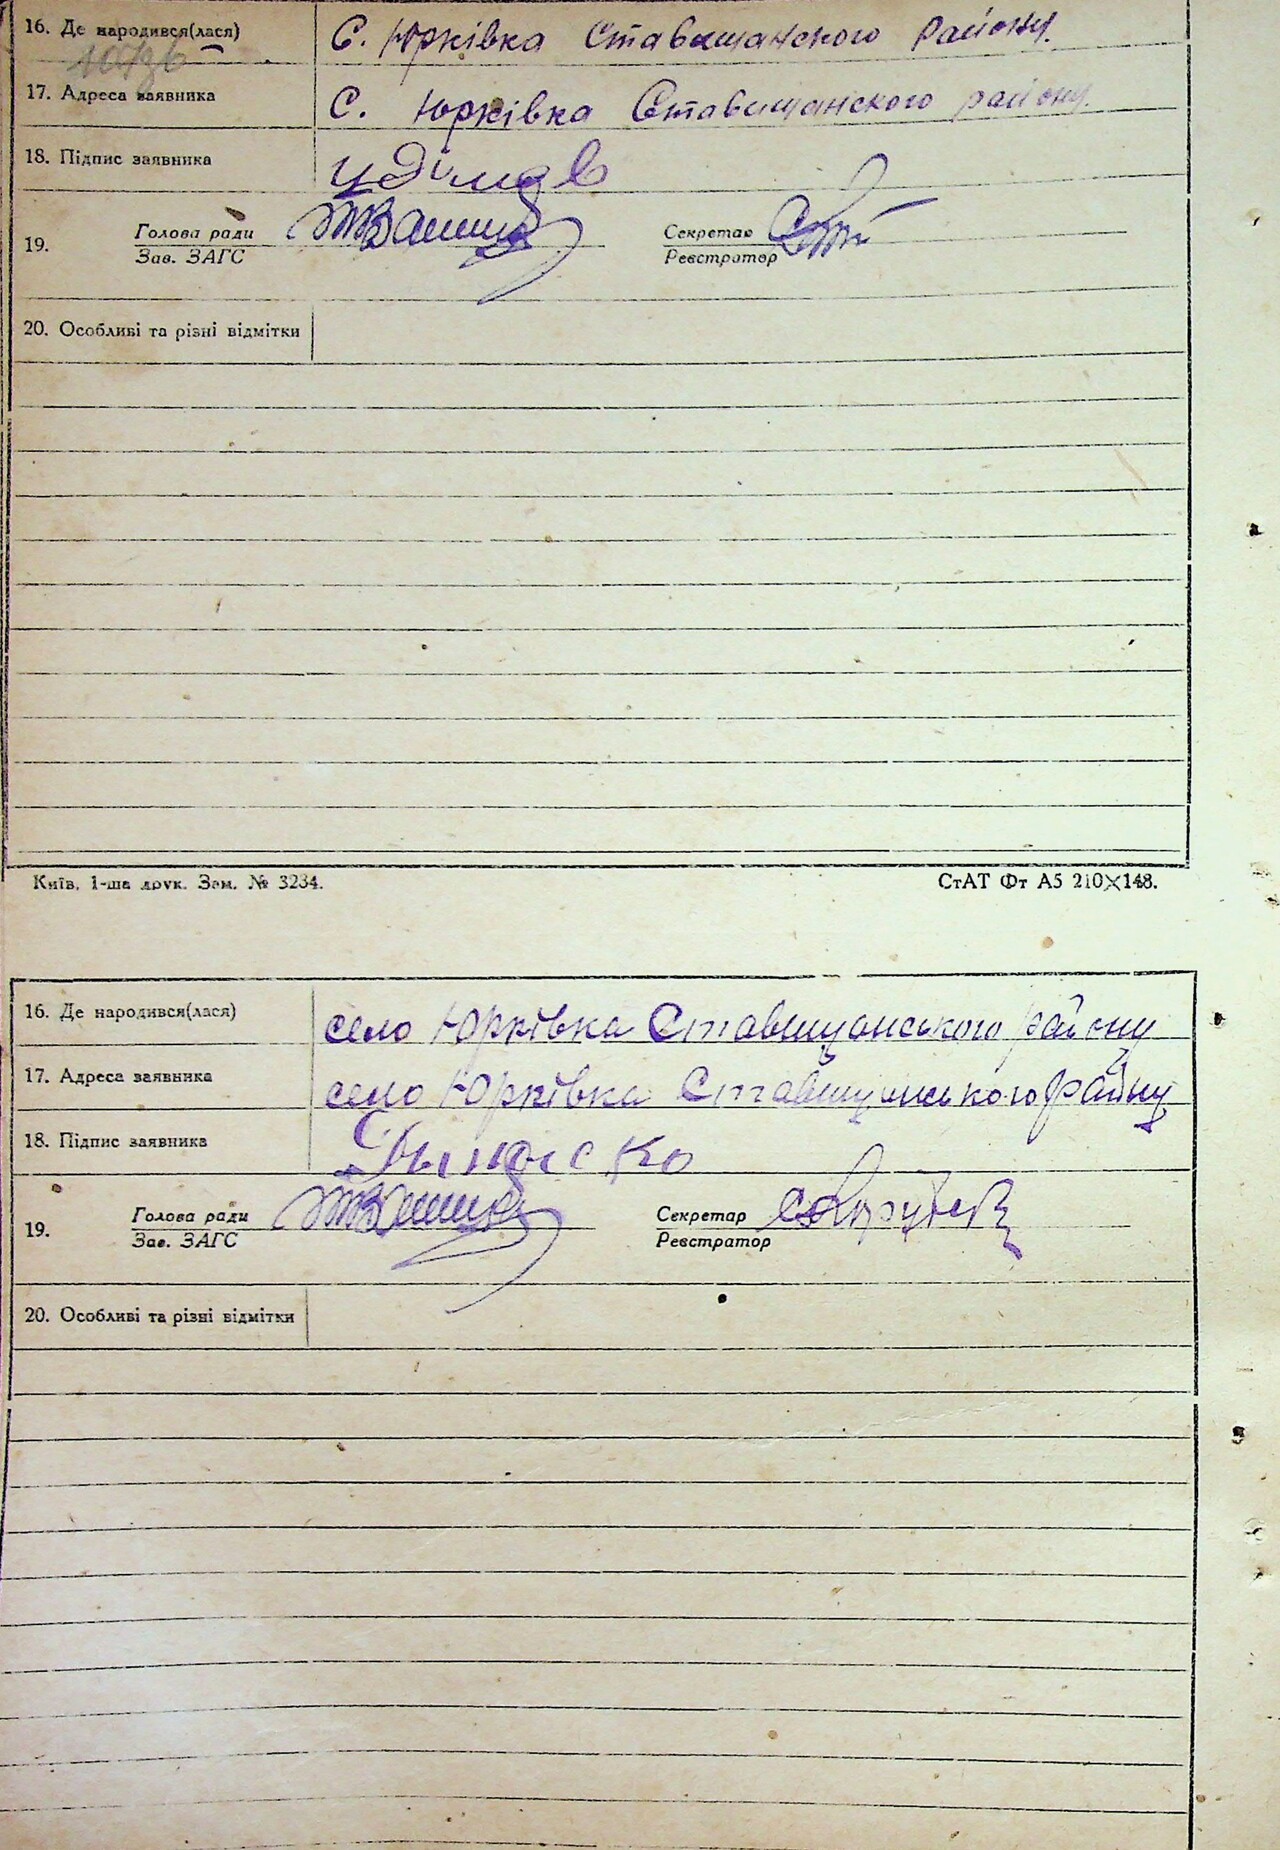 16. Де народився(лася) С. Юрківка Ставищанского району.
17. Адреса заявника С. Юрківка Ставищанского району.
18. Підпис заявника
19. Голова ради Секретар
Зав. ЗАГС Реєстратор
20. Особливі та різні відмітки
Київ, 1-ша друк. Зам. № 3234. СтАТ Фт А5 210×148.
16. Де народився(лася) село Юрківка Ставищанського району
17. Адреса заявника село Юрківка Ставищанського району
18. Підпис заявника
19. Голова ради Секретар
Зав. ЗАГС Реєстратор
20. Особливі та різні відмітки